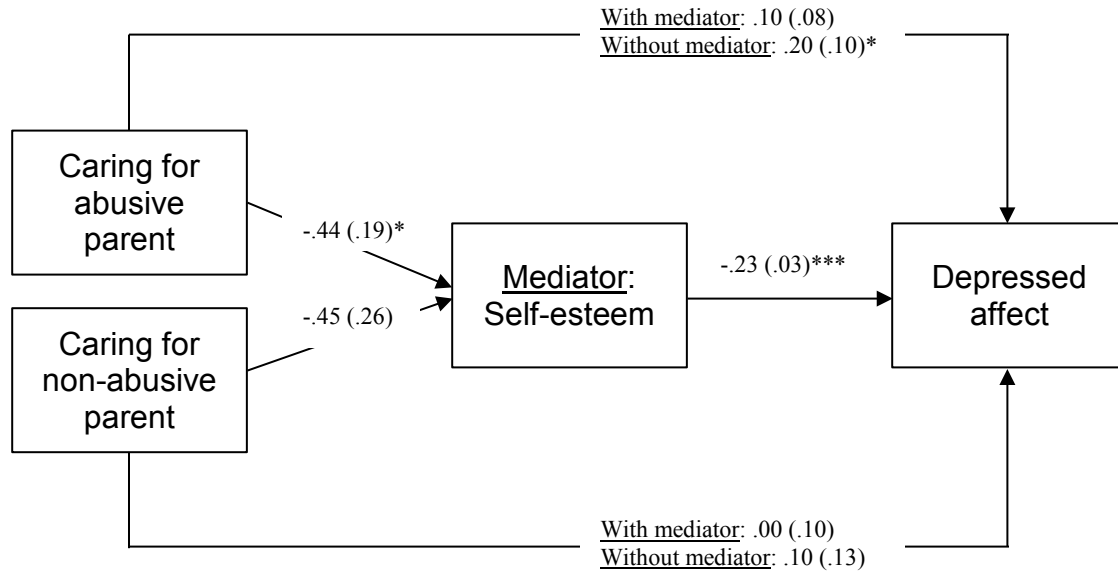 With mediator: .10 (.08)
Without mediator: .20 (.10)*
Caring for
abusive
parent
-.44 (.19)*
Mediator:
Self-esteem
-.23 (.03)***
Depressed
affect
-.45 (.26)
Caring for
non-abusive
parent
With mediator: .00 (.10)
Without mediator: .10 (.13)